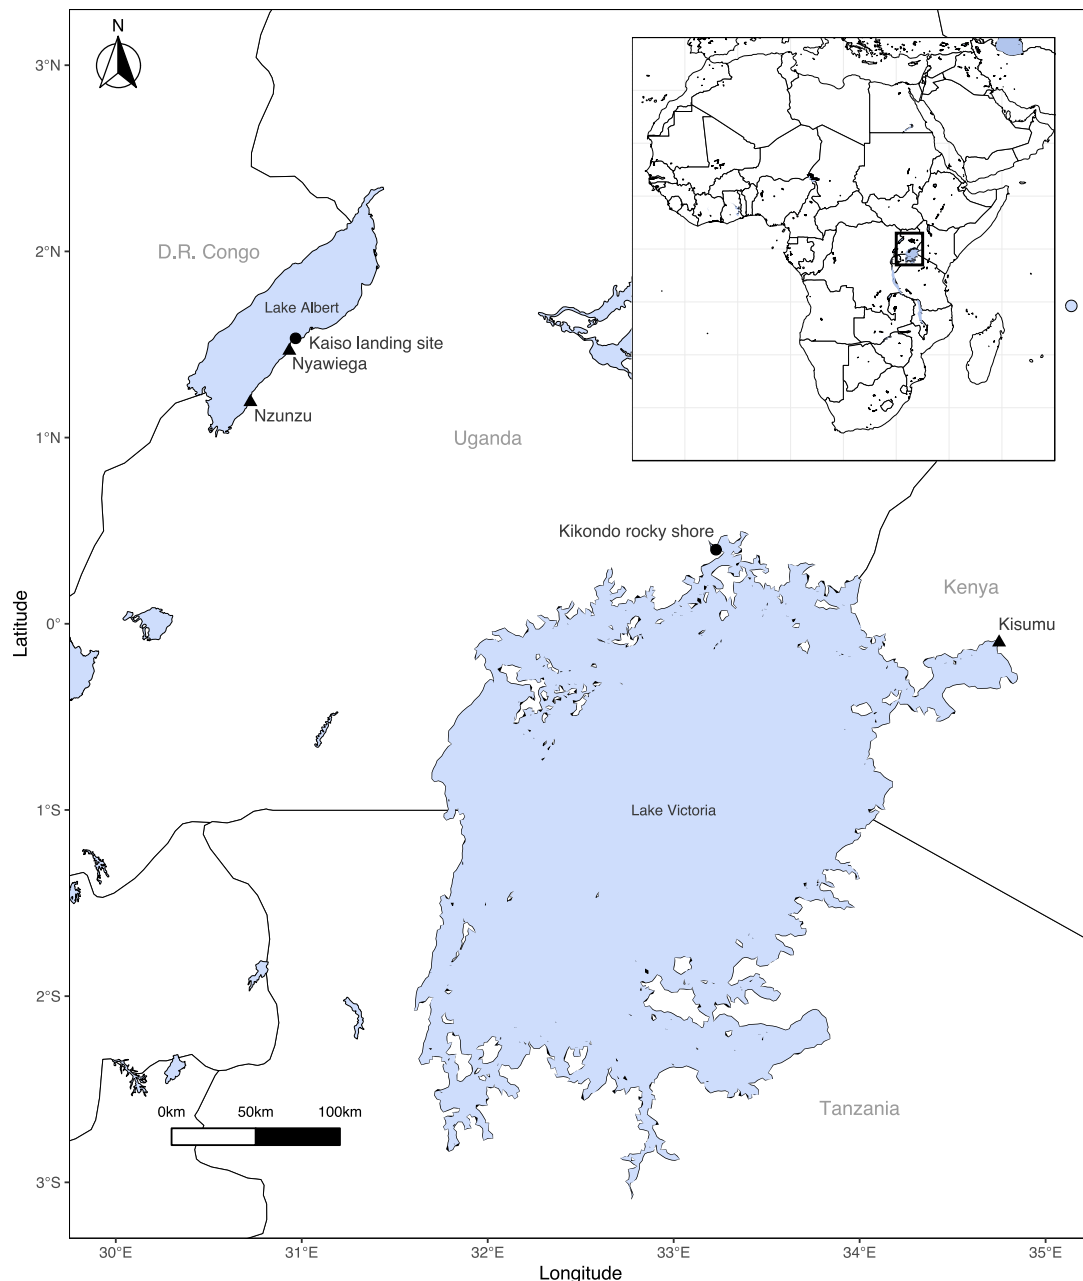 N
3°N
2°N
1°N
0°
1°S
2°S
3°S
Latitude
D.R. Congo
Lake Albert
Kaiso landing site
Nyawiega
Nzunzu
Uganda
Kikondo rocky shore
Kenya
Kisumu
Lake Victoria
Tanzania
0km 50km 100km
30°E 31°E 32°E 33°E 34°E 35°E
Longitude